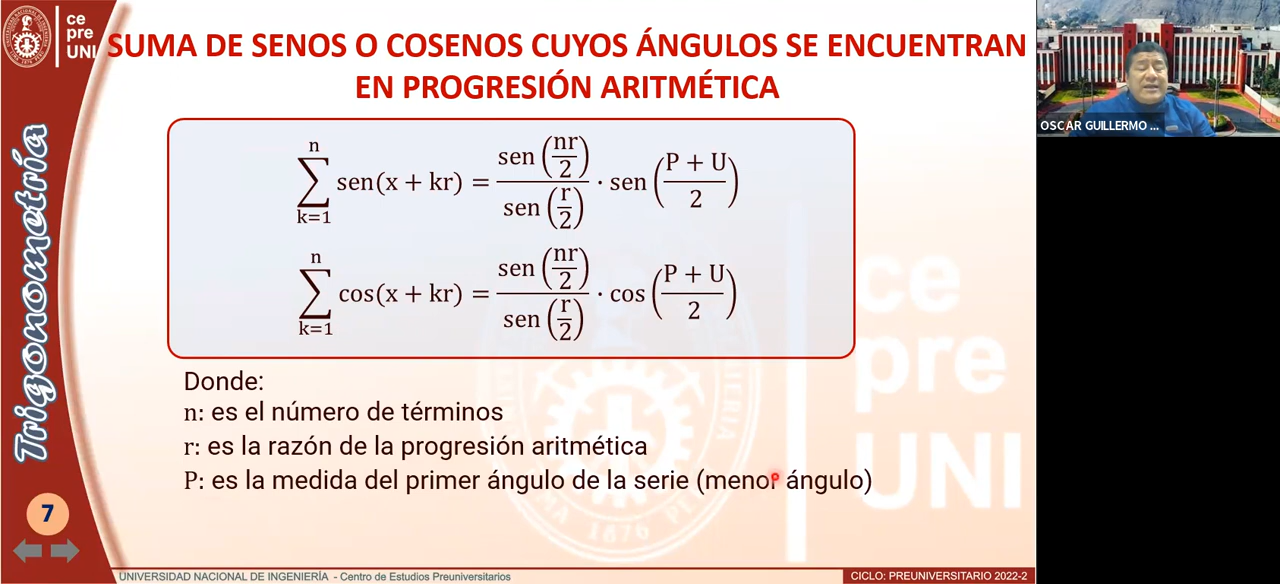 ce
pre
UNI
SUMA DE SENOS O COSENOS CUYOS ÁNGULOS SE ENCUENTRAN
EN PROGRESIÓN ARITMÉTICA
OSCAR GUILLERMO ...
Trigonometría
n
∑ sen(x + kr) = sen(nr/2) / sen(r/2) · sen((P + U)/2)
k=1
n
∑ cos(x + kr) = sen(nr/2) / sen(r/2) · cos((P + U)/2)
k=1
Donde:
n: es el número de términos
r: es la razón de la progresión aritmética
P: es la medida del primer ángulo de la serie (menor ángulo)
ce
pre
UNI
1876
7
UNIVERSIDAD NACIONAL DE INGENIERÍA - Centro de Estudios Preuniversitarios
CICLO: PREUNIVERSITARIO 2022-2